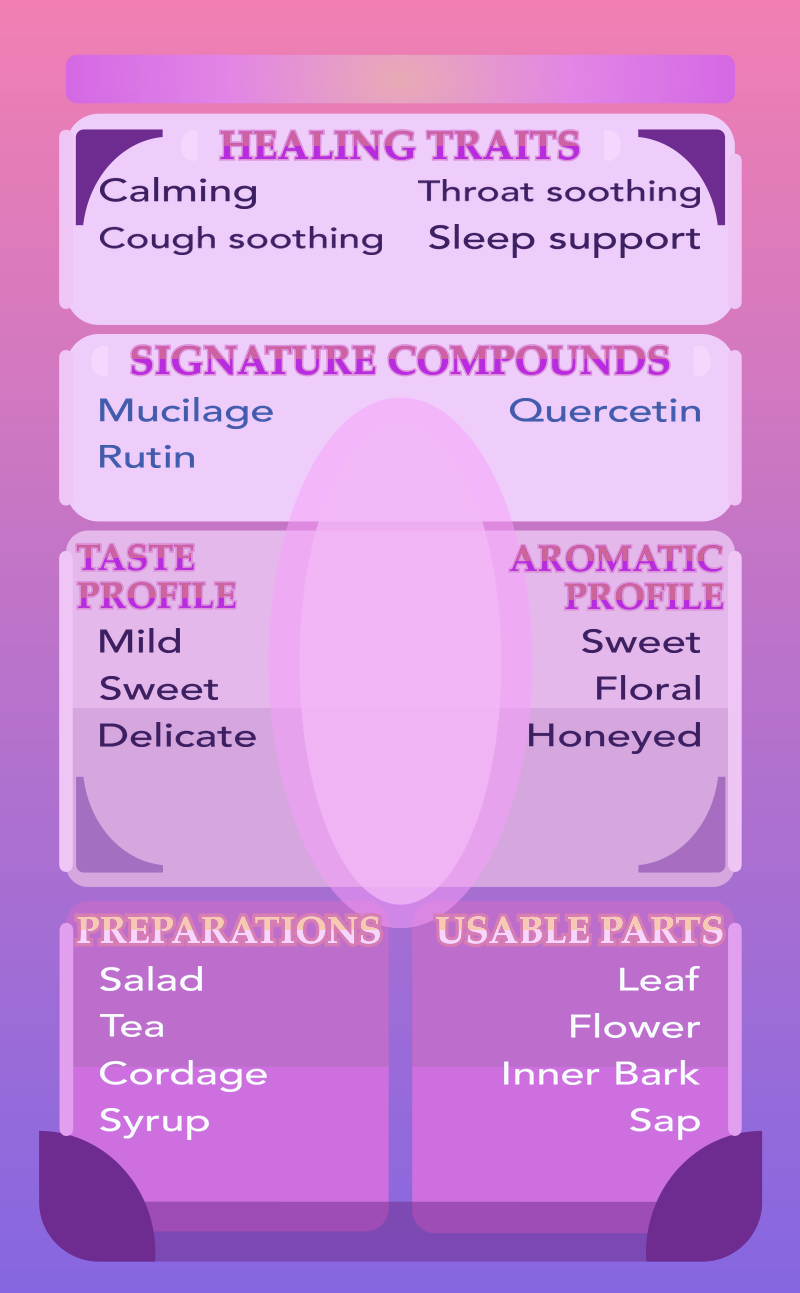 HEALING TRAITS
Calming
Throat soothing
Cough soothing
Sleep support
SIGNATURE COMPOUNDS
Mucilage
Quercetin
Rutin
TASTE
PROFILE
Mild
Sweet
Delicate
AROMATIC
PROFILE
Sweet
Floral
Honeyed
PREPARATIONS
Salad
Tea
Cordage
Syrup
USABLE PARTS
Leaf
Flower
Inner Bark
Sap